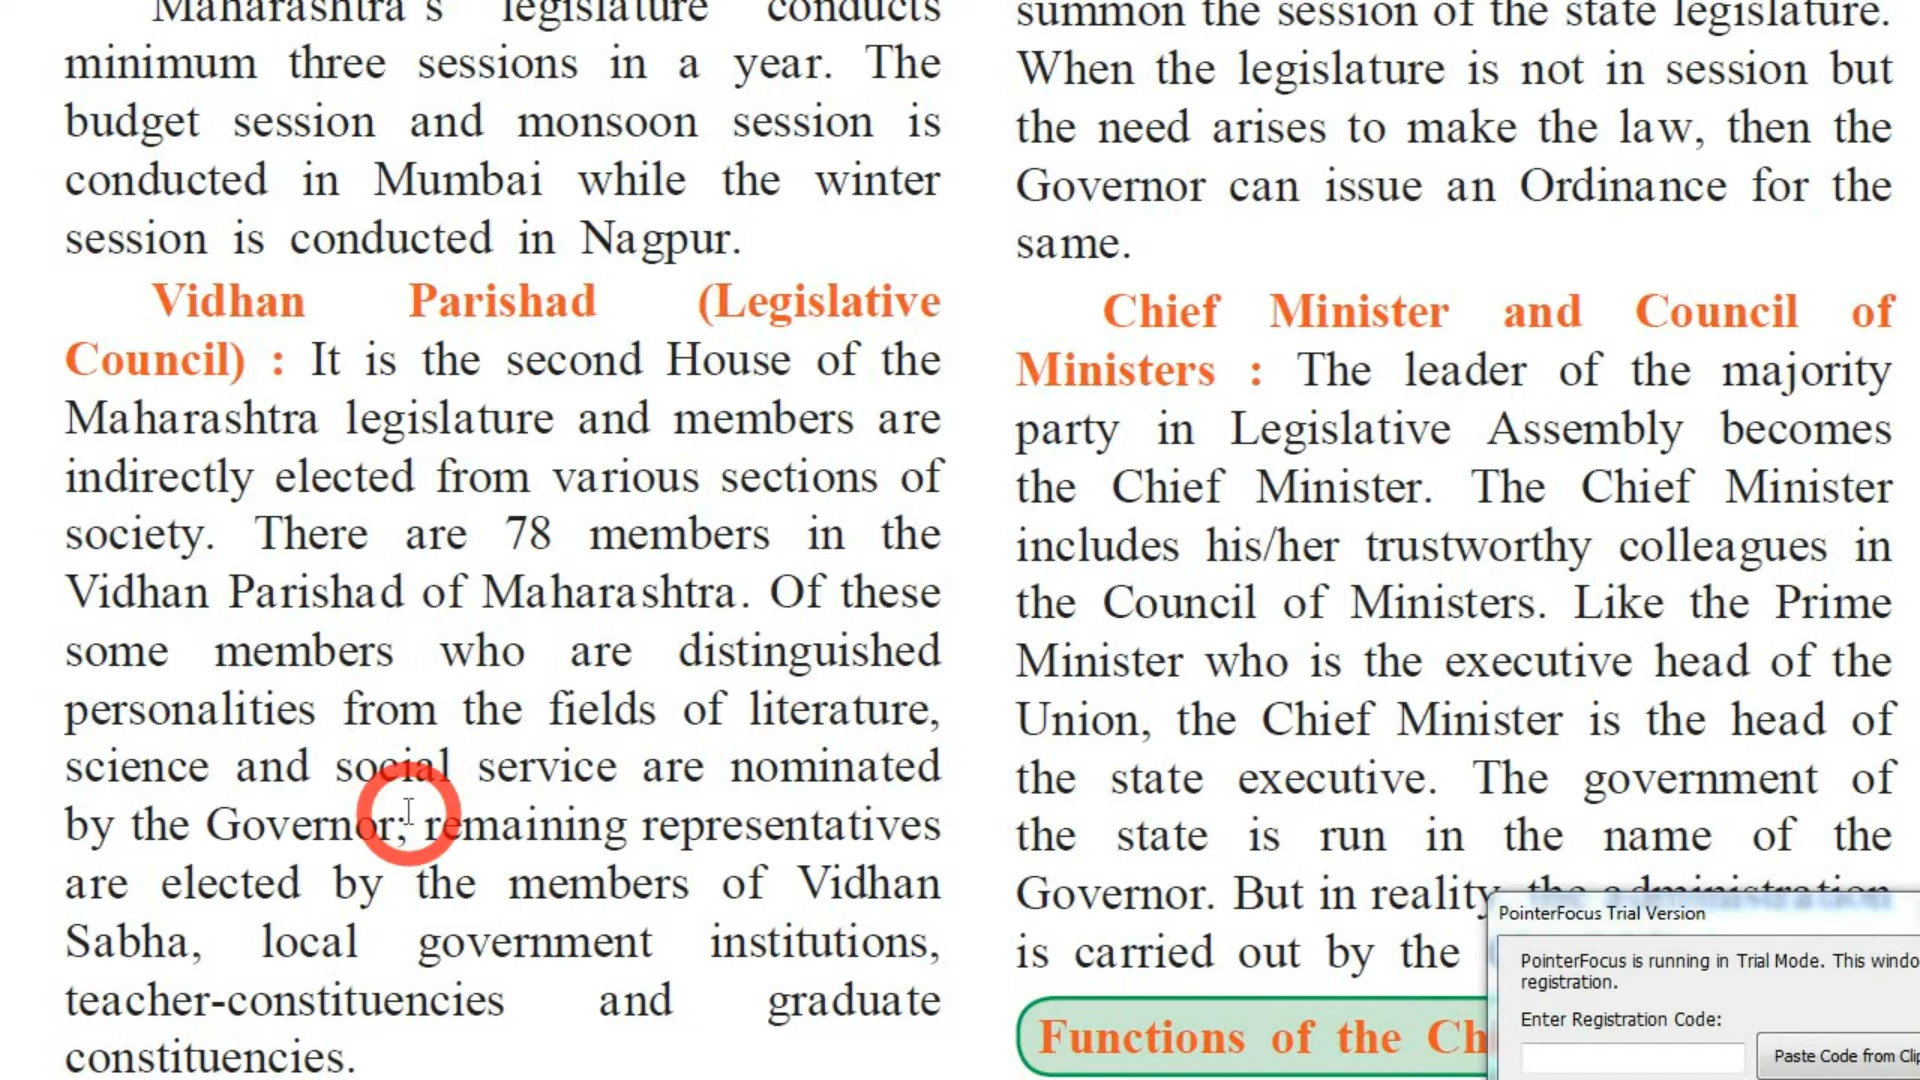 Maharashtra's legislature conducts
minimum three sessions in a year. The
budget session and monsoon session is
conducted in Mumbai while the winter
session is conducted in Nagpur.
Vidhan Parishad (Legislative
Council) : It is the second House of the
Maharashtra legislature and members are
indirectly elected from various sections of
society. There are 78 members in the
Vidhan Parishad of Maharashtra. Of these
some members who are distinguished
personalities from the fields of literature,
science and social service are nominated
by the Governor; remaining representatives
are elected by the members of Vidhan
Sabha, local government institutions,
teacher-constituencies and graduate
constituencies.
summon the session of the state legislature.
When the legislature is not in session but
the need arises to make the law, then the
Governor can issue an Ordinance for the
same.
Chief Minister and Council of
Ministers : The leader of the majority
party in Legislative Assembly becomes
the Chief Minister. The Chief Minister
includes his/her trustworthy colleagues in
the Council of Ministers. Like the Prime
Minister who is the executive head of the
Union, the Chief Minister is the head of
the state executive. The government of
the state is run in the name of the
Governor. But in reality, the administration
is carried out by the
Functions of the Ch
PointerFocus Trial Version
PointerFocus is running in Trial Mode. This windo
registration.
Enter Registration Code:
Paste Code from Clip